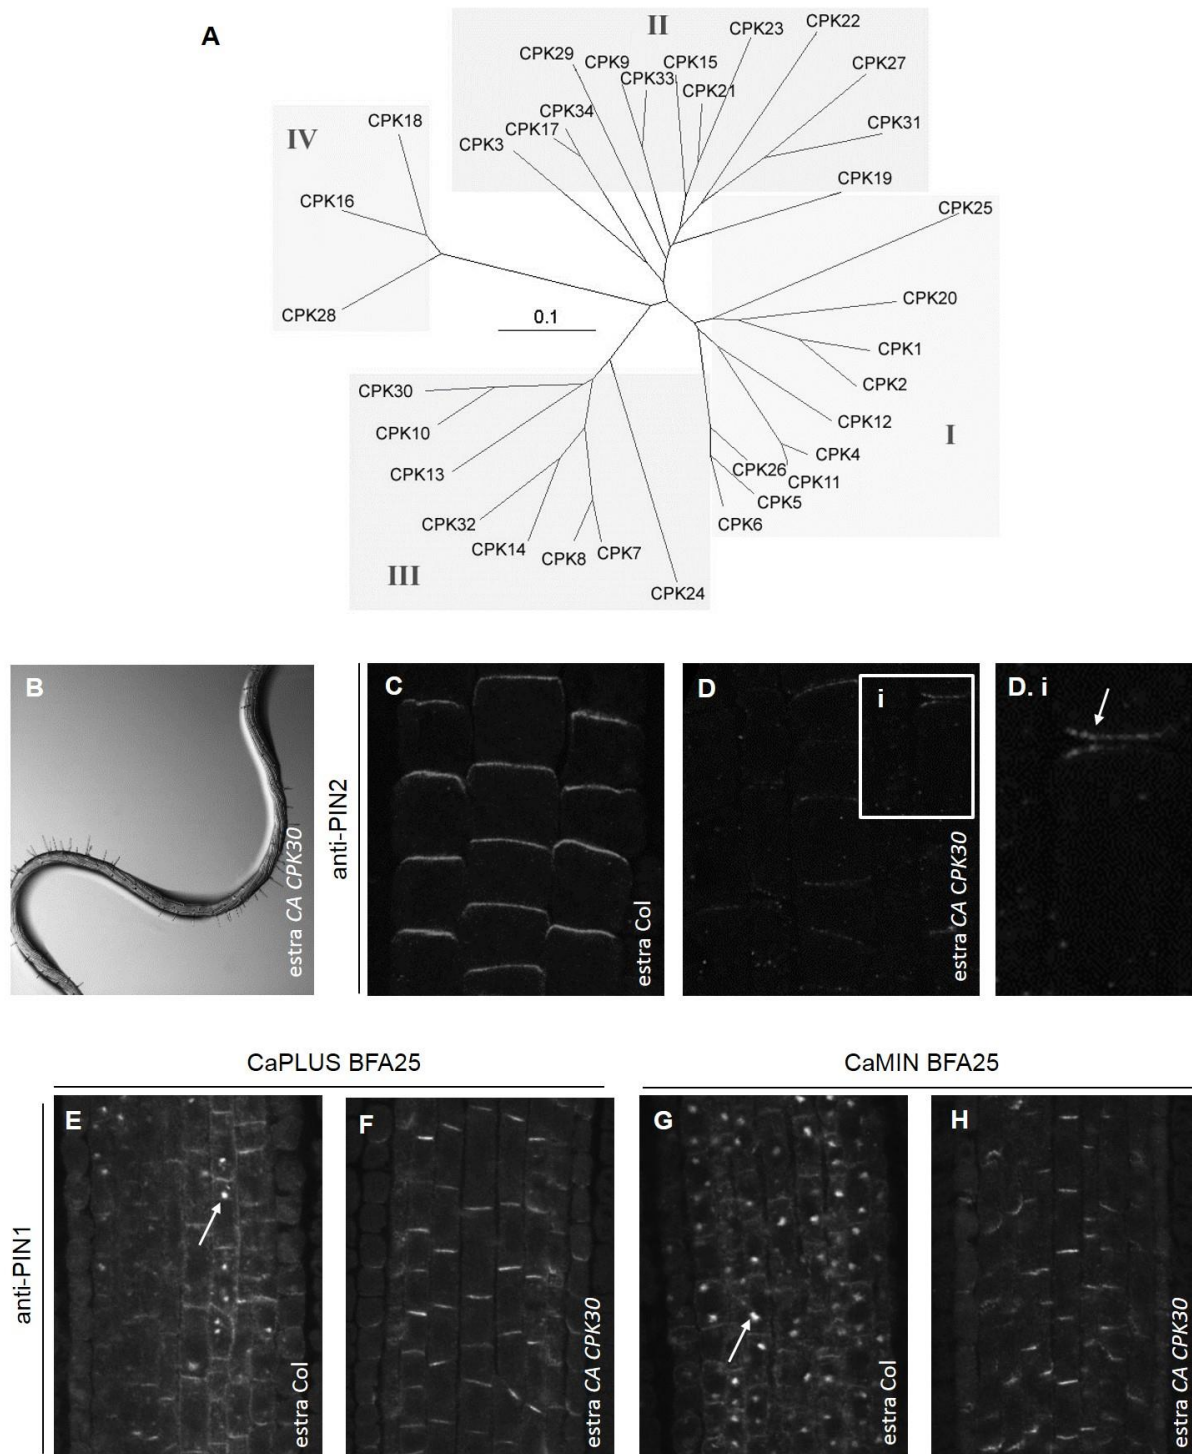 A
II
CPK22
CPK23
CPK29
CPK9
CPK15
CPK27
CPK33
CPK21
CPK34
CPK18
CPK17
CPK31
IV
CPK3
CPK19
CPK16
CPK25
CPK20
CPK28
0.1
CPK1
CPK2
CPK30
CPK12
CPK10
I
CPK4
CPK13
CPK26
CPK11
CPK5
CPK32
CPK6
CPK14
CPK8
CPK7
III
CPK24
B
estra CA CPK30
anti-PIN2
C
estra Col
D
i
estra CA CPK30
D. i
CaPLUS BFA25
CaMIN BFA25
anti-PIN1
E
estra Col
F
estra CA CPK30
G
estra Col
H
estra CA CPK30